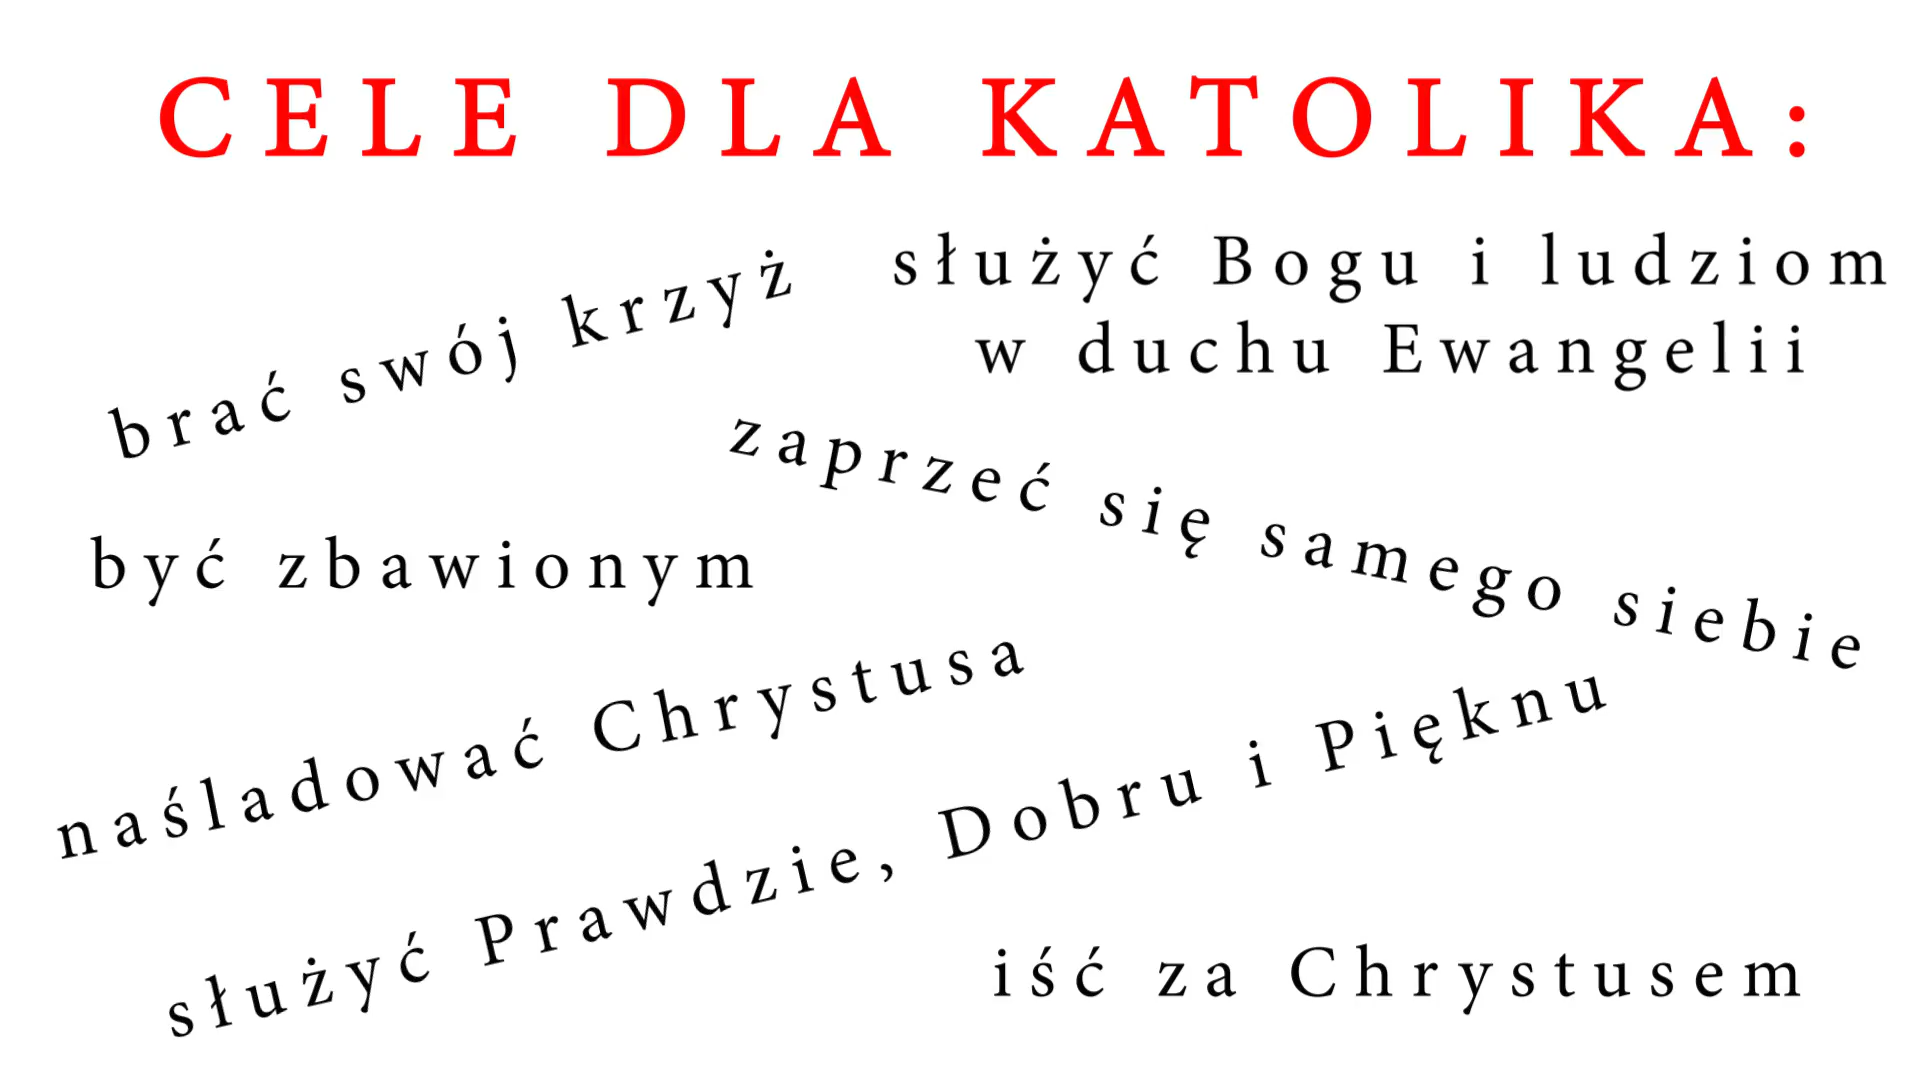 CELE DLA KATOLIKA:
brać swój krzyż
służyć Bogu i ludziom
w duchu Ewangelii
zaprzeć się samego siebie
być zbawionym
naśladować Chrystusa
służyć Prawdzie, Dobru i Pięknu
iść za Chrystusem